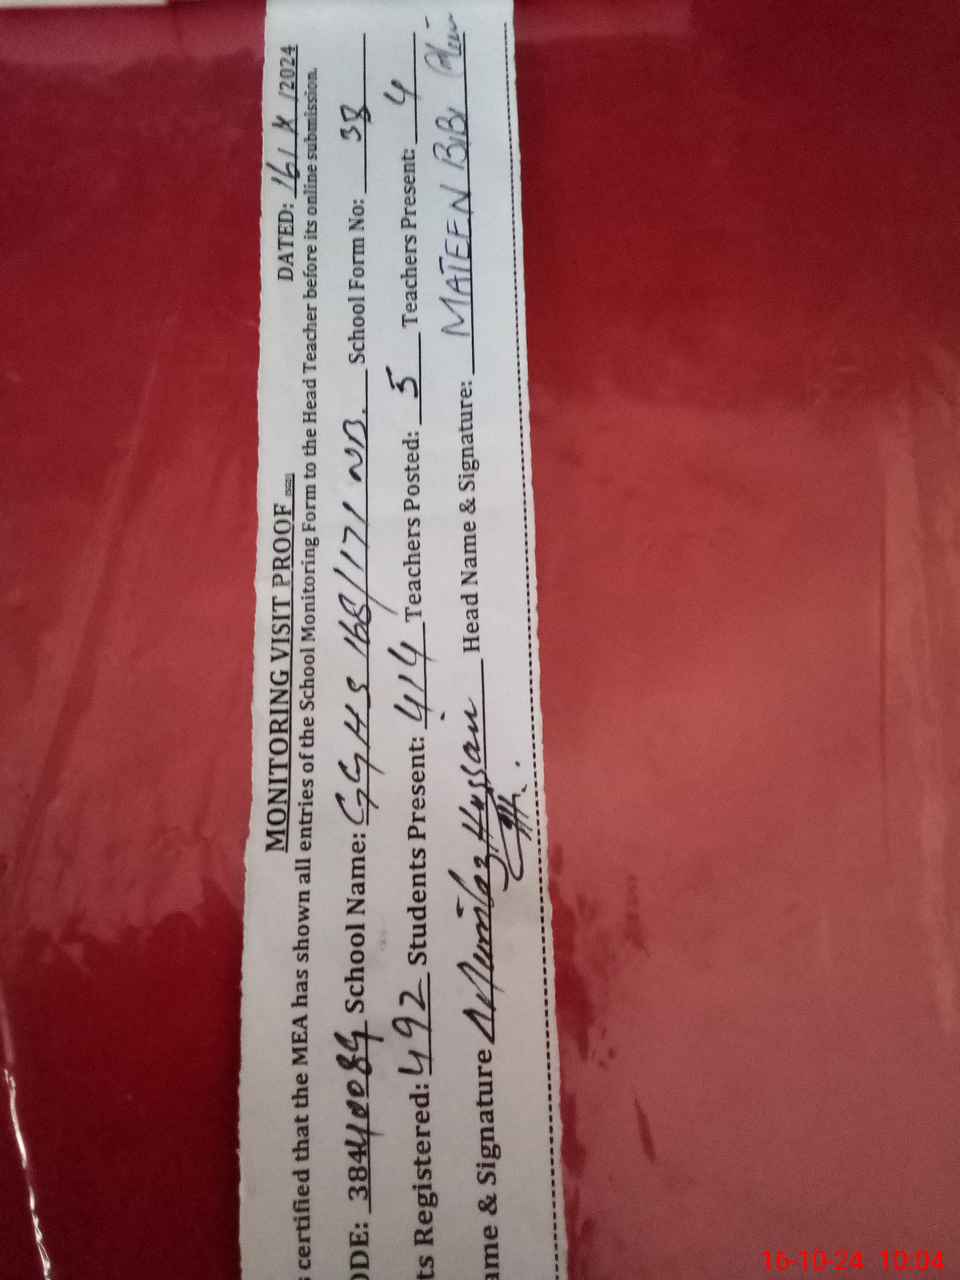 MONITORING VISIT PROOF DATED: 16/ /2024
certified that the MEA has shown all entries of the School Monitoring Form to the Head Teacher before its online submission.
ODE: 38440089 School Name: GGHS 168/171 NB. School Form No: 38
ts Registered: 492 Students Present: 414 Teachers Posted: 5 Teachers Present: 4
ame & Signature Hassan Head Name & Signature: MATEEN BiBi
16-10-24 10:04